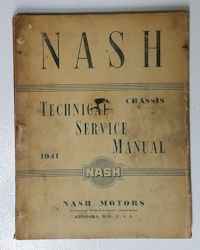 NASH
CHASSIS
TECHNICAL
SERVICE
MANUAL
1941
NASH
NASH MOTORS
KENOSHA, WIS., U. S. A.